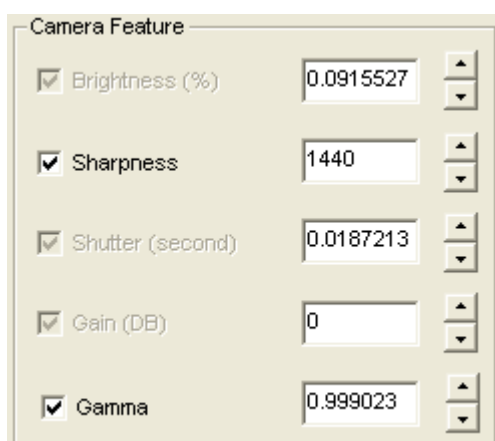 Camera Feature
Brightness (%) 0.0915527
Sharpness 1440
Shutter (second) 0.0187213
Gain (DB) 0
Gamma 0.999023